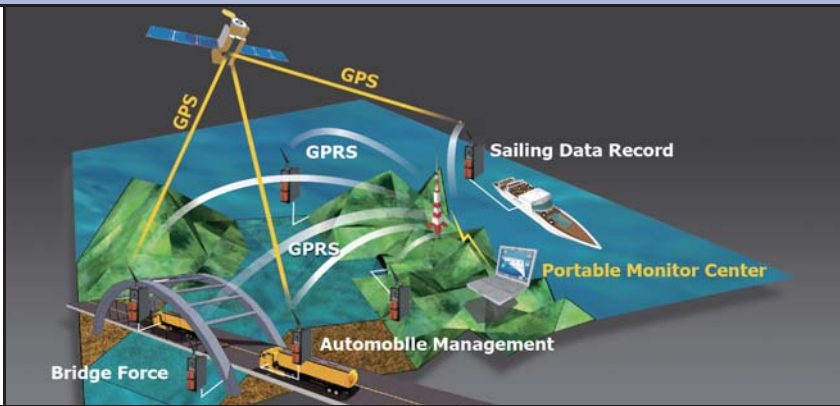 GPS
GPS
GPRS
Sailing Data Record
GPRS
Portable Monitor Center
Automoblle Management
Bridge Force